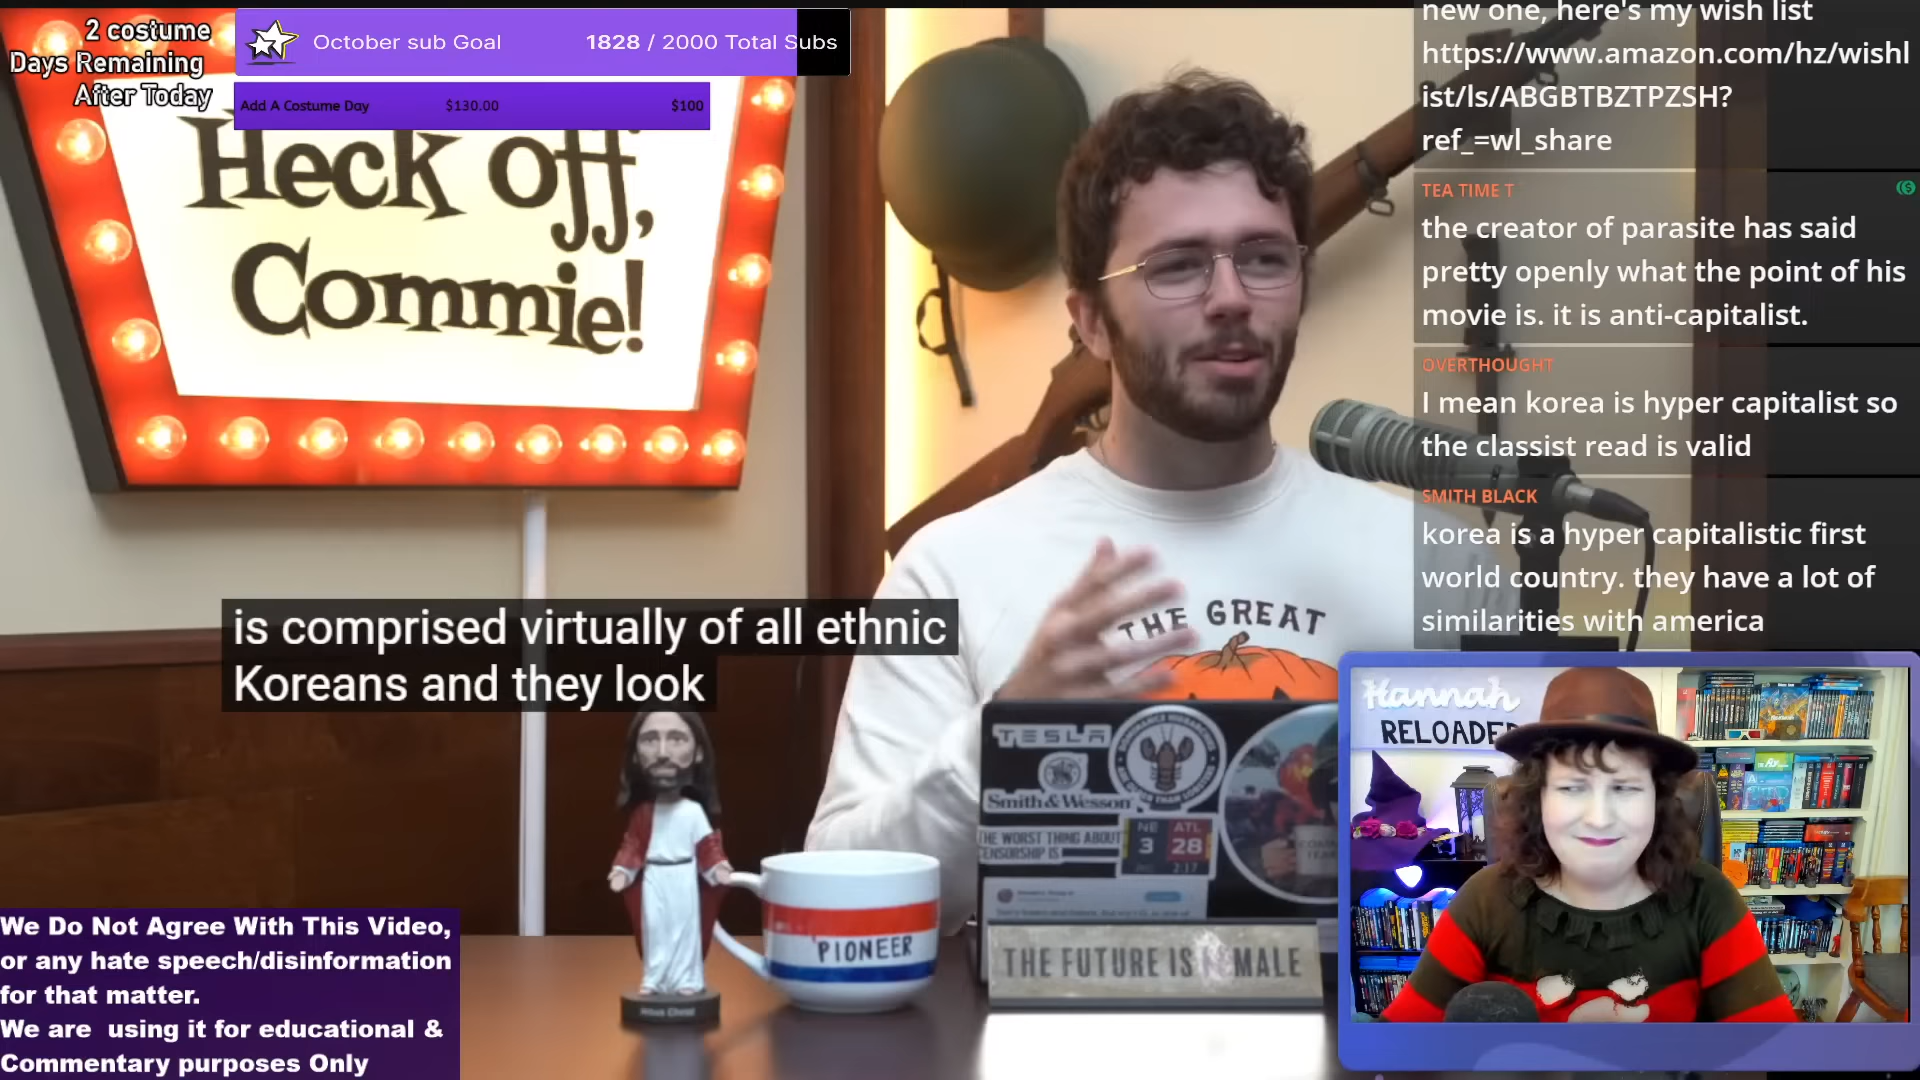 2 costume
Days Remaining
After Today
October sub Goal
1828 / 2000 Total Subs
Add A Costume Day
$130.00
$100
Heck off,
Commie!
is comprised virtually of all ethnic
Koreans and they look
THE GREAT
TESLA
Smith & Wesson
THE WORST THING ABOUT
CENSORSHIP IS
NE
ATL
3
28
2:17
PIONEER
THE FUTURE IS
MALE
Jesus Christ
We Do Not Agree With This Video,
or any hate speech/disinformation
for that matter.
We are using it for educational &
Commentary purposes Only
new one, here's my wish list
https://www.amazon.com/hz/wishl
ist/ls/ABGBTBZTPZSH?
ref_=wl_share
TEA TIME T
the creator of parasite has said
pretty openly what the point of his
movie is. it is anti-capitalist.
OVERTHOUGHT
I mean korea is hyper capitalist so
the classist read is valid
SMITH BLACK
korea is a hyper capitalistic first
world country. they have a lot of
similarities with america
Hannah
RELOADED